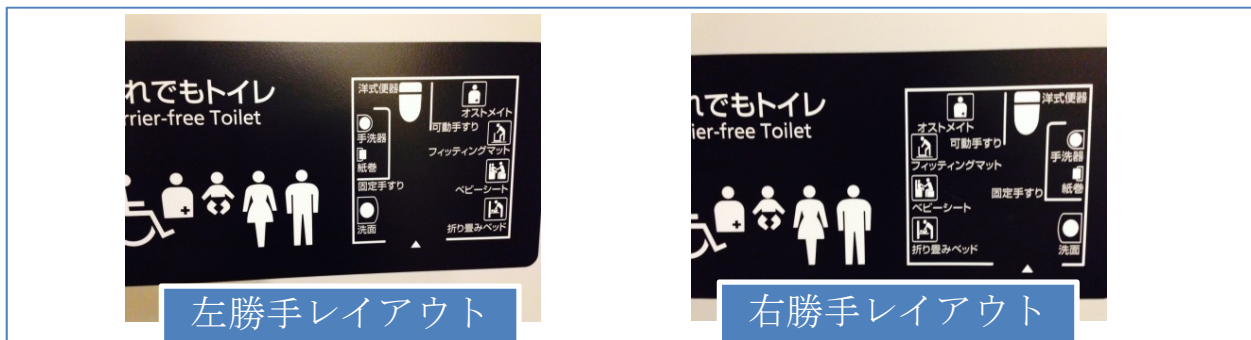 れでもトイレ
rrier-free Toilet
洋式便器
オストメイト
可動手すり
手洗器
フィッティングマット
紙巻
固定手すり
ベビーシート
洗面
折り畳みベッド
左勝手レイアウト
れでもトイレ
ier-free Toilet
洋式便器
オストメイト
可動手すり
手洗器
フィッティングマット
紙巻
固定手すり
ベビーシート
洗面
折り畳みベッド
右勝手レイアウト